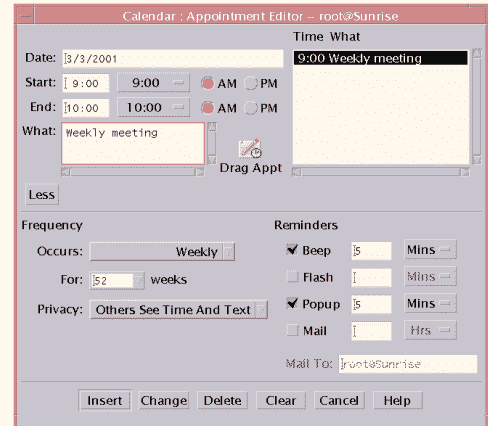 Calendar : Appointment Editor – root@Sunrise
Time What
Date: 3/3/2001
9:00 Weekly meeting
Start: 9:00 9:00 AM PM
End: 10:00 10:00 AM PM
What: Weekly meeting
Drag Appt
Less
Frequency
Occurs: Weekly
For: 52 weeks
Privacy: Others See Time And Text
Reminders
Beep 5 Mins
Flash Mins
Popup 5 Mins
Mail Hrs
Mail To: root@Sunrise
Insert Change Delete Clear Cancel Help